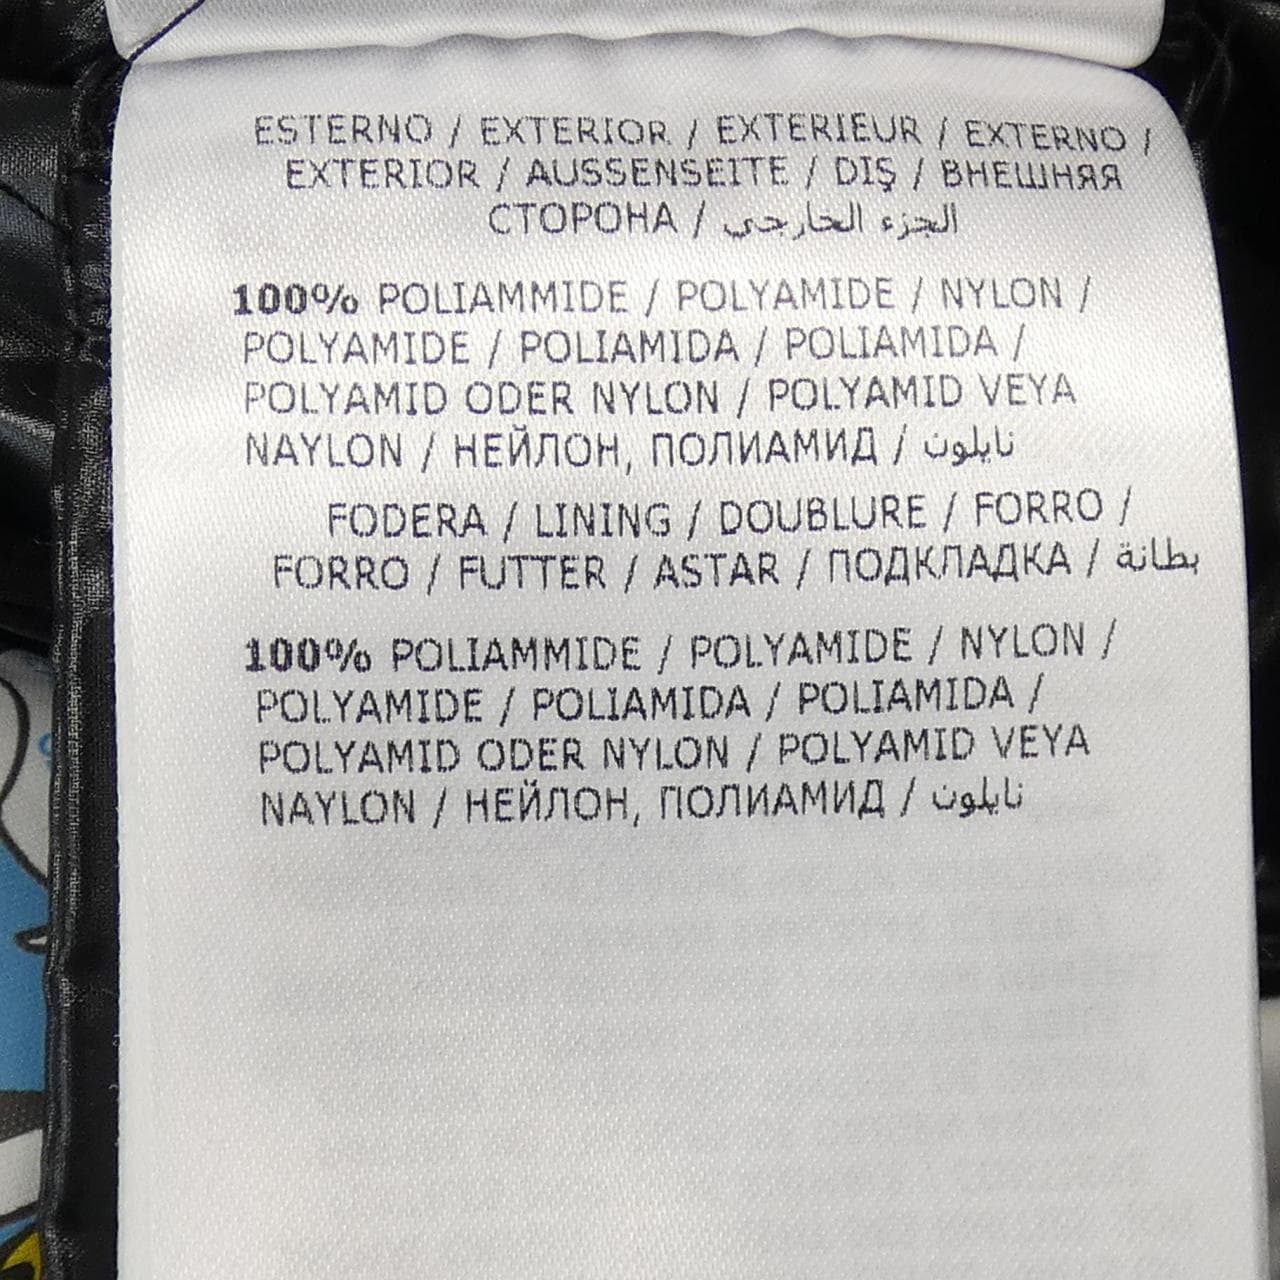 ESTERNO / EXTERIOR / EXTERIEUR / EXTERNO /
EXTERIOR / AUSSENSEITE / DIŞ / ВНЕШНЯЯ
СТОРОНА / الجزء الخارجي
100% POLIAMMIDE / POLYAMIDE / NYLON /
POLYAMIDE / POLIAMIDA / POLIAMIDA /
POLYAMID ODER NYLON / POLYAMID VEYA
NAYLON / НЕЙЛОН, ПОЛИАМИД / نايلون
FODERA / LINING / DOUBLURE / FORRO /
FORRO / FUTTER / ASTAR / ПОДКЛАДКА / بطانة
100% POLIAMMIDE / POLYAMIDE / NYLON /
POLYAMIDE / POLIAMIDA / POLIAMIDA /
POLYAMID ODER NYLON / POLYAMID VEYA
NAYLON / НЕЙЛОН, ПОЛИАМИД / نايلون